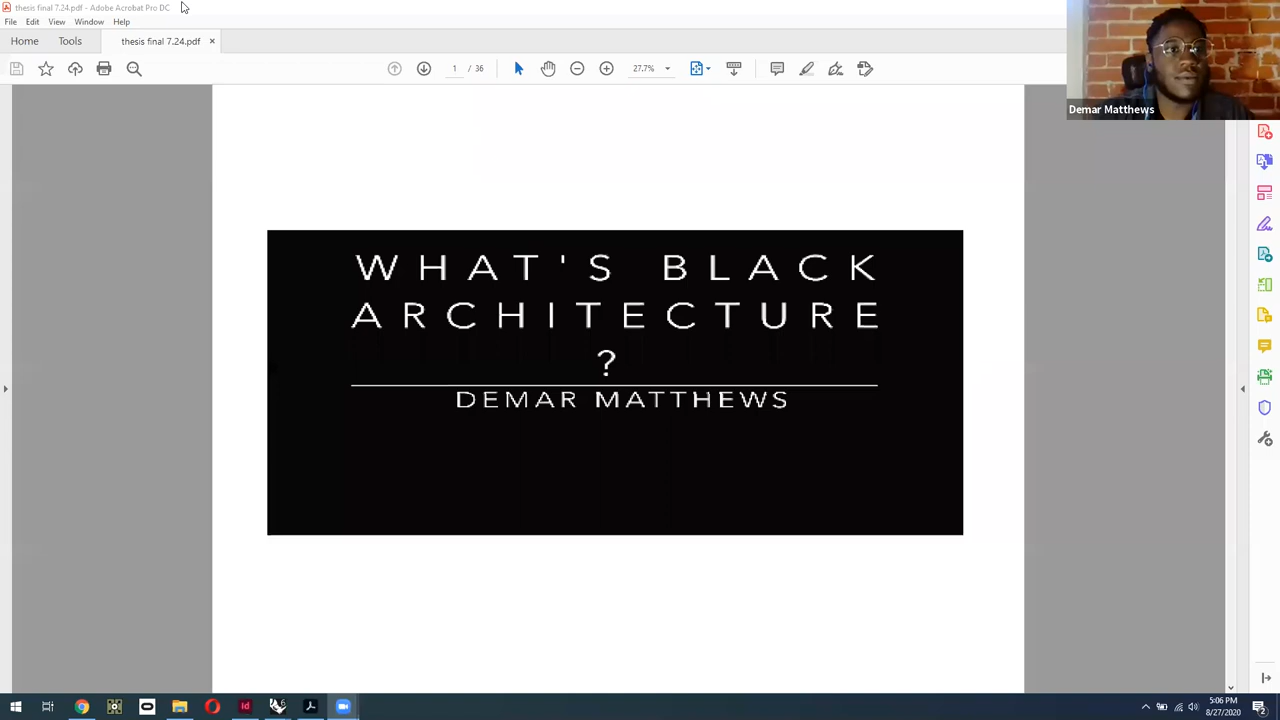 thesis final 7.24.pdf - Adobe Acrobat Pro DC
File Edit View Window Help
Home Tools thesis final 7.24.pdf ×
1 / 36 27.7%
Demar Matthews
WHAT'S BLACK
ARCHITECTURE
?
DEMAR MATTHEWS
Id
5:06 PM
8/27/2020
2